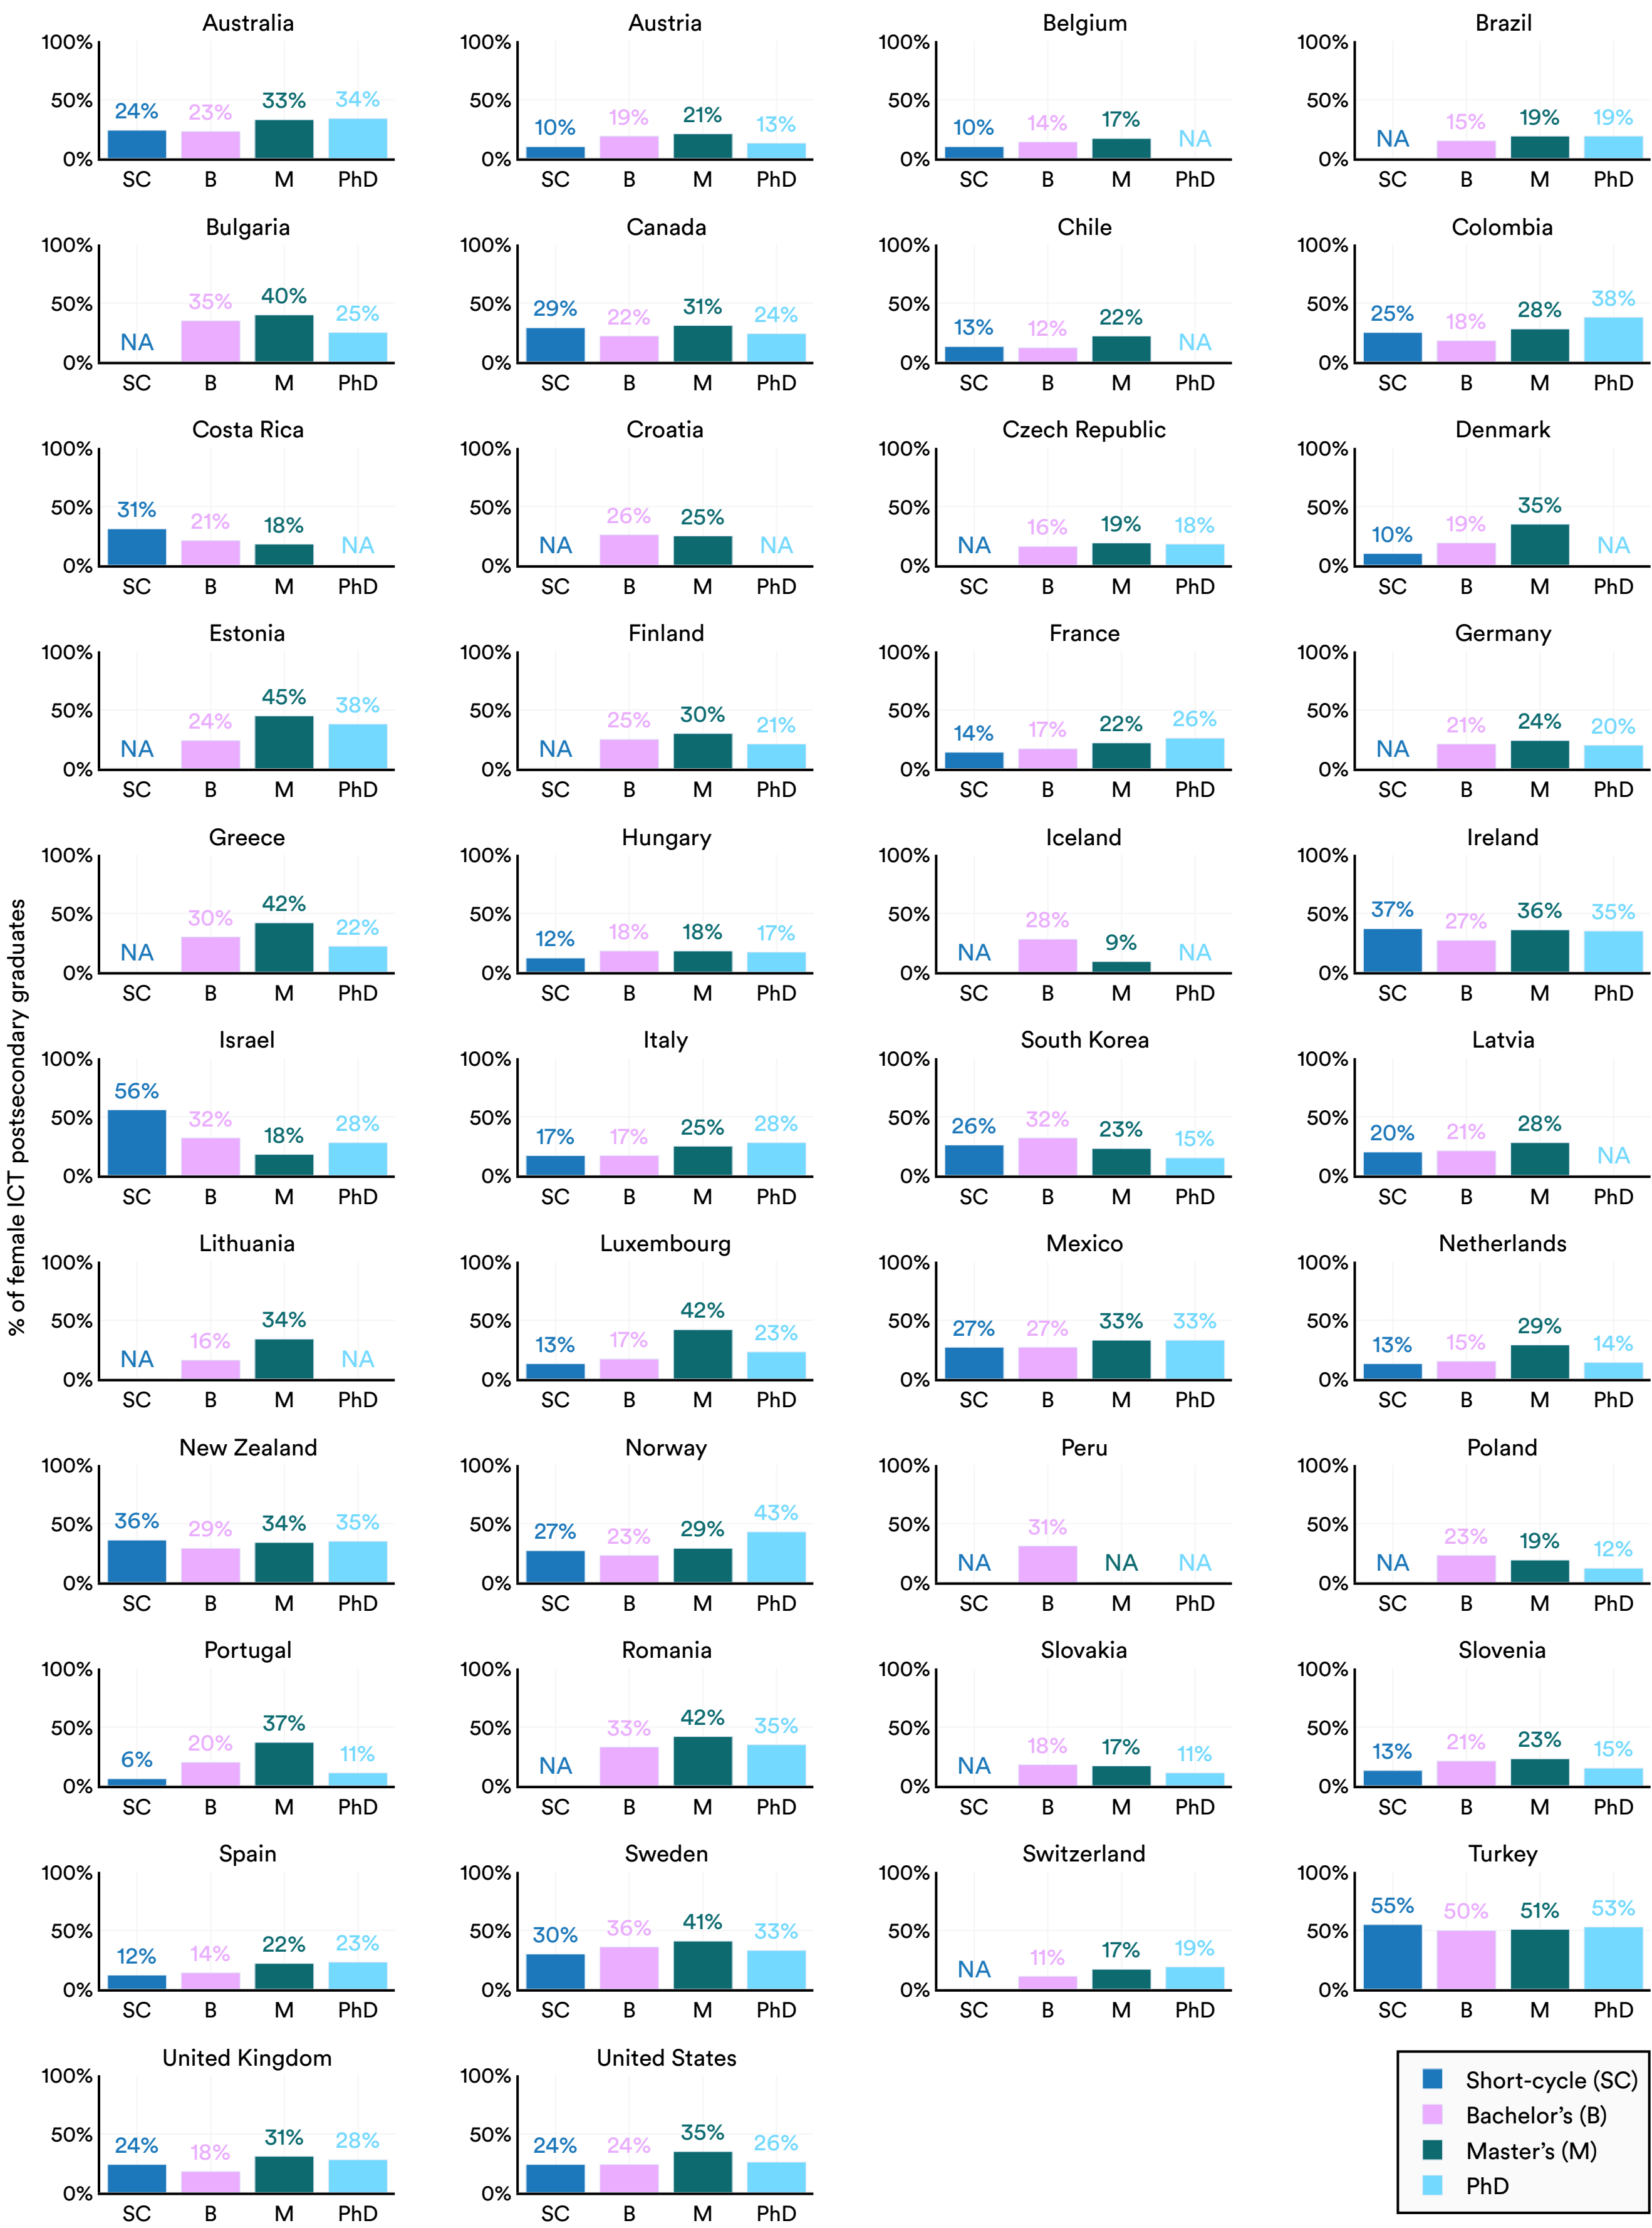 % of female ICT postsecondary graduates
Australia
100%
50%
0%
24%
23%
33%
34%
SC B M PhD
Austria
100%
50%
0%
10%
19%
21%
13%
SC B M PhD
Belgium
100%
50%
0%
10%
14%
17%
NA
SC B M PhD
Brazil
100%
50%
0%
NA
15%
19%
19%
SC B M PhD
Bulgaria
100%
50%
0%
NA
35%
40%
25%
SC B M PhD
Canada
100%
50%
0%
29%
22%
31%
24%
SC B M PhD
Chile
100%
50%
0%
13%
12%
22%
NA
SC B M PhD
Colombia
100%
50%
0%
25%
18%
28%
38%
SC B M PhD
Costa Rica
100%
50%
0%
31%
21%
18%
NA
SC B M PhD
Croatia
100%
50%
0%
NA
26%
25%
NA
SC B M PhD
Czech Republic
100%
50%
0%
NA
16%
19%
18%
SC B M PhD
Denmark
100%
50%
0%
10%
19%
35%
NA
SC B M PhD
Estonia
100%
50%
0%
NA
24%
45%
38%
SC B M PhD
Finland
100%
50%
0%
NA
25%
30%
21%
SC B M PhD
France
100%
50%
0%
14%
17%
22%
26%
SC B M PhD
Germany
100%
50%
0%
NA
21%
24%
20%
SC B M PhD
Greece
100%
50%
0%
NA
30%
42%
22%
SC B M PhD
Hungary
100%
50%
0%
12%
18%
18%
17%
SC B M PhD
Iceland
100%
50%
0%
NA
28%
9%
NA
SC B M PhD
Ireland
100%
50%
0%
37%
27%
36%
35%
SC B M PhD
Israel
100%
50%
0%
56%
32%
18%
28%
SC B M PhD
Italy
100%
50%
0%
17%
17%
25%
28%
SC B M PhD
South Korea
100%
50%
0%
26%
32%
23%
15%
SC B M PhD
Latvia
100%
50%
0%
20%
21%
28%
NA
SC B M PhD
Lithuania
100%
50%
0%
NA
16%
34%
NA
SC B M PhD
Luxembourg
100%
50%
0%
13%
17%
42%
23%
SC B M PhD
Mexico
100%
50%
0%
27%
27%
33%
33%
SC B M PhD
Netherlands
100%
50%
0%
13%
15%
29%
14%
SC B M PhD
New Zealand
100%
50%
0%
36%
29%
34%
35%
SC B M PhD
Norway
100%
50%
0%
27%
23%
29%
43%
SC B M PhD
Peru
100%
50%
0%
NA
31%
NA
NA
SC B M PhD
Poland
100%
50%
0%
NA
23%
19%
12%
SC B M PhD
Portugal
100%
50%
0%
6%
20%
37%
11%
SC B M PhD
Romania
100%
50%
0%
NA
33%
42%
35%
SC B M PhD
Slovakia
100%
50%
0%
NA
18%
17%
11%
SC B M PhD
Slovenia
100%
50%
0%
13%
21%
23%
15%
SC B M PhD
Spain
100%
50%
0%
12%
14%
22%
23%
SC B M PhD
Sweden
100%
50%
0%
30%
36%
41%
33%
SC B M PhD
Switzerland
100%
50%
0%
NA
11%
17%
19%
SC B M PhD
Turkey
100%
50%
0%
55%
50%
51%
53%
SC B M PhD
United Kingdom
100%
50%
0%
24%
18%
31%
28%
SC B M PhD
United States
100%
50%
0%
24%
24%
35%
26%
SC B M PhD
Short-cycle (SC)
Bachelor’s (B)
Master’s (M)
PhD